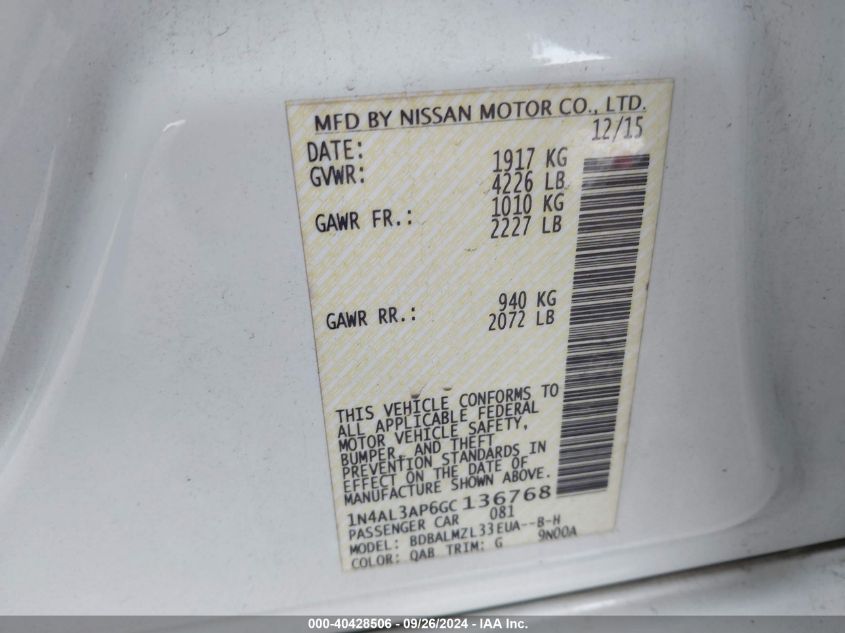 MFD BY NISSAN MOTOR CO., LTD.
DATE: 12/15
GVWR: 1917 KG
4226 LB
GAWR FR.: 1010 KG
2227 LB
GAWR RR.: 940 KG
2072 LB
THIS VEHICLE CONFORMS TO
ALL APPLICABLE FEDERAL
MOTOR VEHICLE SAFETY,
BUMPER, AND THEFT
PREVENTION STANDARDS IN
EFFECT ON THE DATE OF
MANUFACTURE SHOWN ABOVE.
1N4AL3AP6GC136768
PASSENGER CAR 081
MODEL: BDBALMZL33EUA--B-H
COLOR: QAB TRIM: G 9N00A
000-40428506 - 09/26/2024 - IAA, Inc.